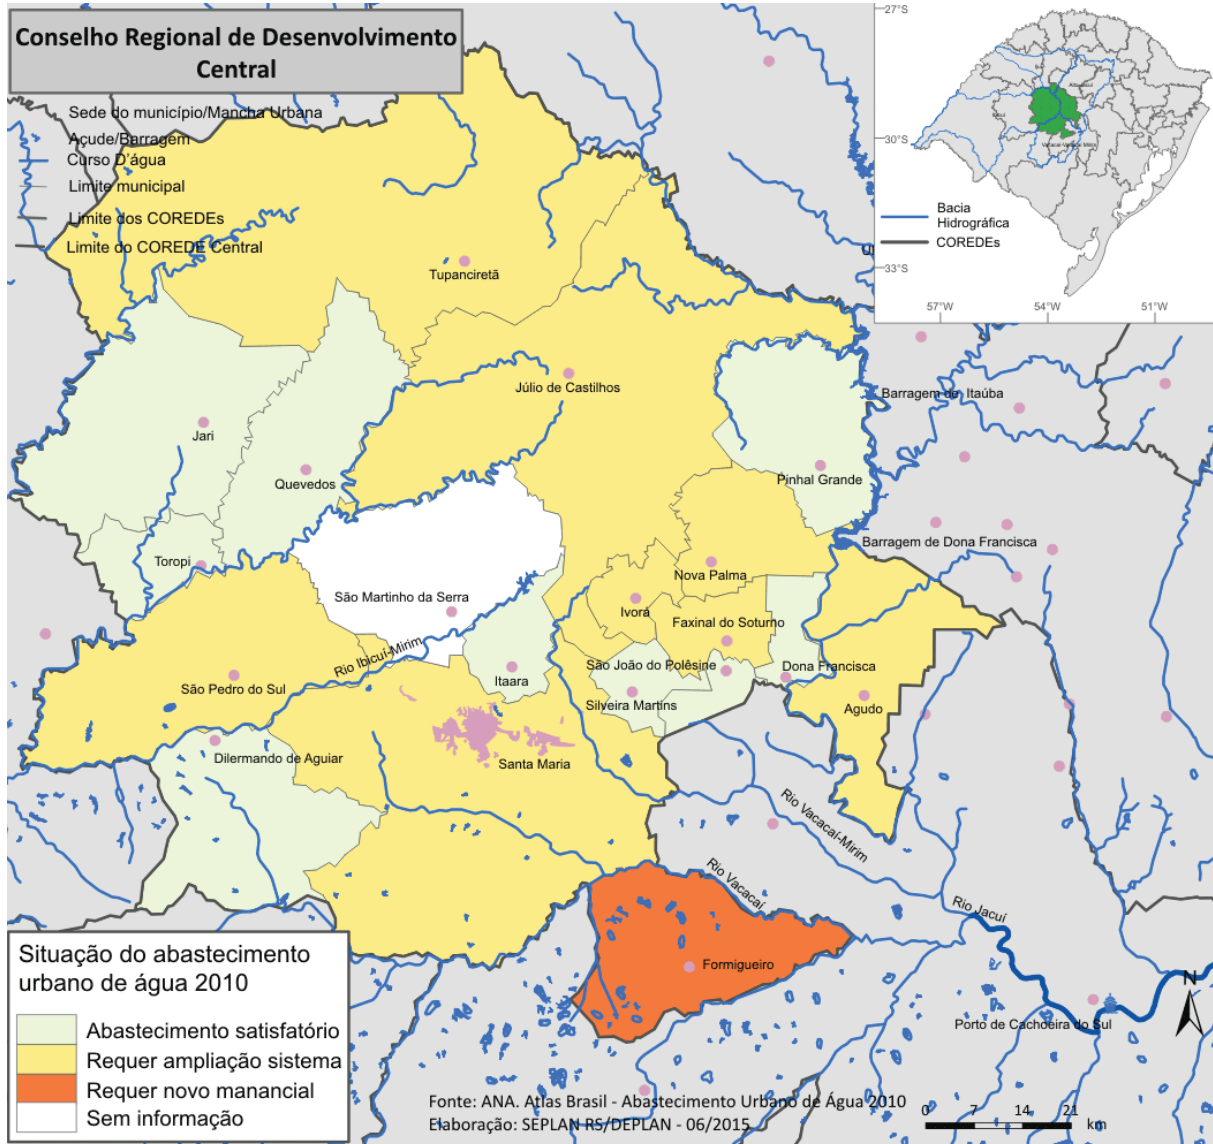 Conselho Regional de Desenvolvimento
Central
Sede do município/Mancha Urbana
Açude/Barragem
Curso D'água
Limite municipal
Limite dos COREDEs
Limite do COREDE Central
27°S
30°S
33°S
57°W
54°W
51°W
Bacia
Hidrográfica
COREDEs
Tupanciretã
Júlio de Castilhos
Jari
Quevedos
Pinhal Grande
Barragem de Itaúba
Barragem de Dona Francisca
Toropi
Nova Palma
São Martinho da Serra
Ivorá
Faxinal do Soturno
Rio Ibicuí-Mirim
São João do Polêsine
Dona Francisca
Itaara
São Pedro do Sul
Silveira Martins
Agudo
Dilermando de Aguiar
Santa Maria
Rio Vacacaí-Mirim
Rio Vacacaí
Rio Jacuí
Formigueiro
Porto de Cachoeira do Sul
N
Situação do abastecimento
urbano de água 2010
Abastecimento satisfatório
Requer ampliação sistema
Requer novo manancial
Sem informação
Fonte: ANA. Atlas Brasil - Abastecimento Urbano de Água 2010
Elaboração: SEPLAN RS/DEPLAN - 06/2015
0 7 14 21
km